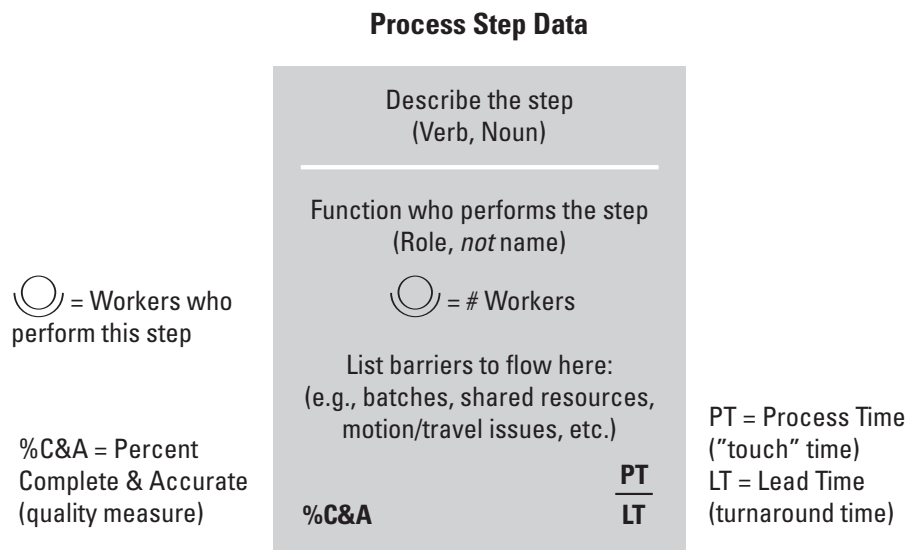 Process Step Data
Describe the step
(Verb, Noun)
Function who performs the step
(Role, not name)
= Workers who
perform this step
= # Workers
List barriers to flow here:
(e.g., batches, shared resources,
motion/travel issues, etc.)
%C&A = Percent
Complete & Accurate
(quality measure)
%C&A
PT
LT
PT = Process Time
("touch" time)
LT = Lead Time
(turnaround time)